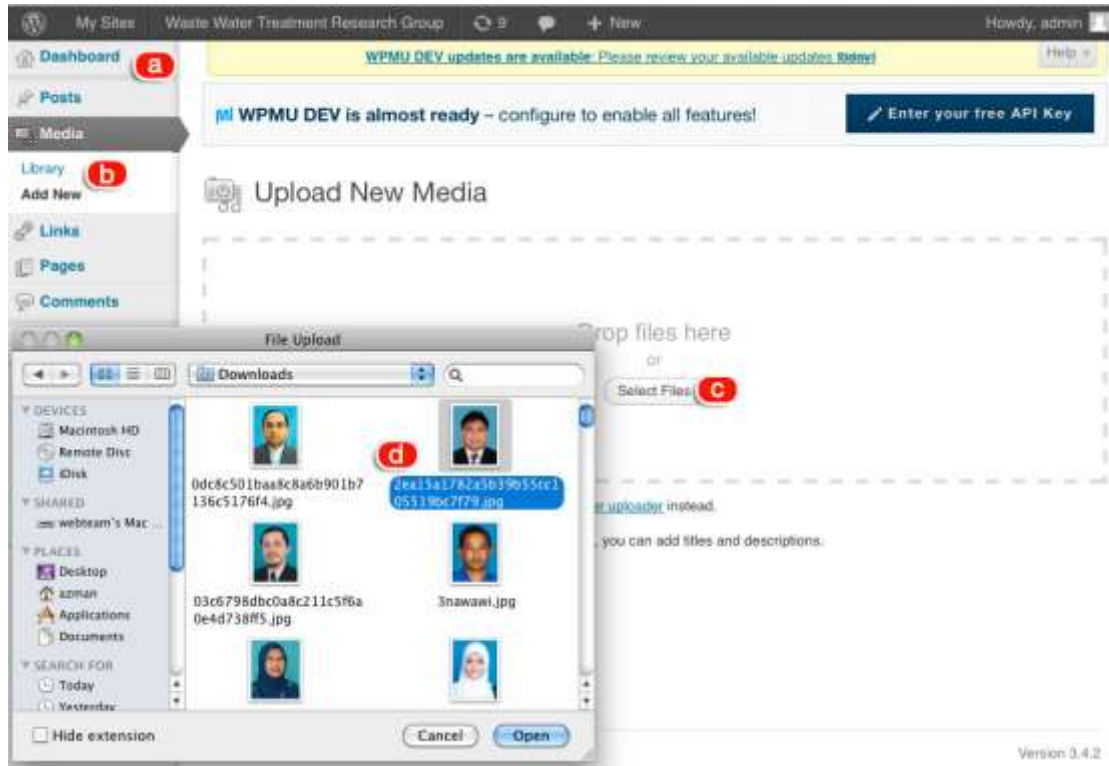 My Sites Waste Water Treatment Research Group 9 + New Howdy, admin
Dashboard
a
WPMU DEV updates are available: Please review your available updates
Help
Posts
WPMU DEV is almost ready – configure to enable all features!
Enter your free API Key
Media
Library
b
Add New
Upload New Media
Links
Pages
Comments
Drop files here
or
Select Files
c
File Upload
Downloads
DEVICES
Macintosh HD
Remote Disc
iDisk
SHARED
webteam's Mac ...
PLACES
Desktop
azman
Applications
Documents
SEARCH FOR
Today
Yesterday
d
0dc8c501baa8c8a6b901b7
136c5176f4.jpg
2ea15a1782a5b39b55cc1
05519bc7f79.jpg
03c6798dbc0a8c211c5f6a
0e4d738ff5.jpg
3nawawi.jpg
uploader instead.
, you can add titles and descriptions.
Hide extension
Cancel
Open
Version 3.4.2